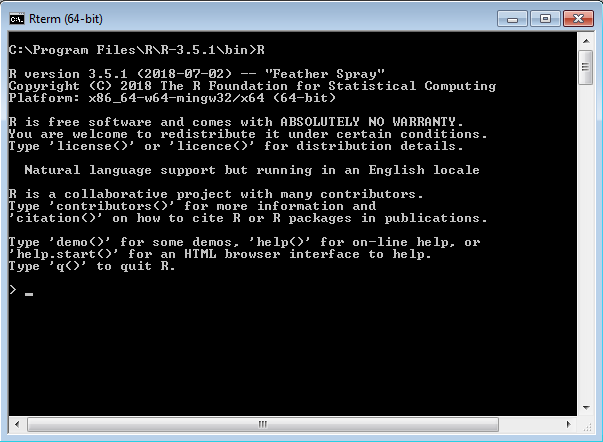 Rterm (64-bit)
C:\Program Files\R\R-3.5.1\bin>R
R version 3.5.1 (2018-07-02) -- "Feather Spray"
Copyright (C) 2018 The R Foundation for Statistical Computing
Platform: x86_64-w64-mingw32/x64 (64-bit)
R is free software and comes with ABSOLUTELY NO WARRANTY.
You are welcome to redistribute it under certain conditions.
Type 'license()' or 'licence()' for distribution details.
Natural language support but running in an English locale
R is a collaborative project with many contributors.
Type 'contributors()' for more information and
'citation()' on how to cite R or R packages in publications.
Type 'demo()' for some demos, 'help()' for on-line help, or
'help.start()' for an HTML browser interface to help.
Type 'q()' to quit R.
> _